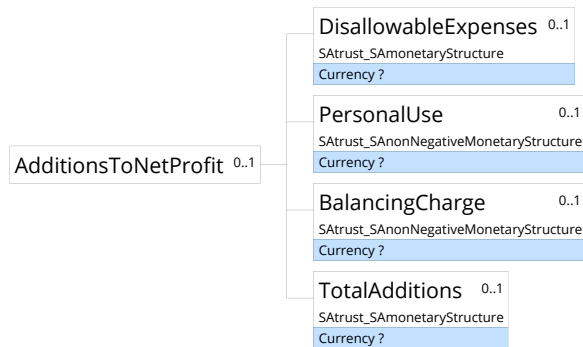 DisallowableExpenses 0..1
SAtrust_SAmonetaryStructure
Currency ?
PersonalUse 0..1
SAtrust_SAnonNegativeMonetaryStructure
Currency ?
AdditionsToNetProfit 0..1
BalancingCharge 0..1
SAtrust_SAnonNegativeMonetaryStructure
Currency ?
TotalAdditions 0..1
SAtrust_SAmonetaryStructure
Currency ?